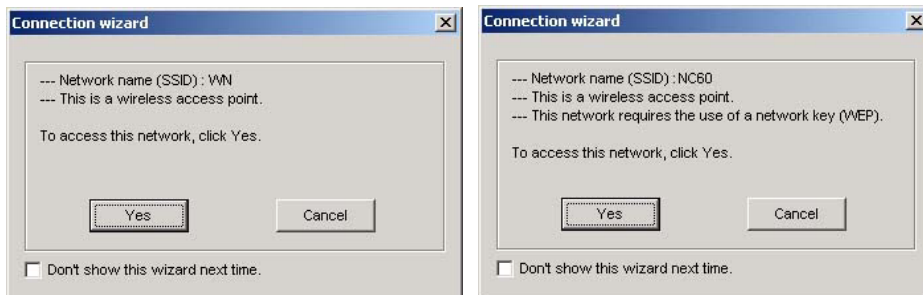 Connection wizard
--- Network name (SSID) : WN
--- This is a wireless access point.
To access this network, click Yes.
Yes
Cancel
Don't show this wizard next time.
Connection wizard
--- Network name (SSID) :NC60
--- This is a wireless access point.
--- This network requires the use of a network key (WEP).
To access this network, click Yes.
Yes
Cancel
Don't show this wizard next time.